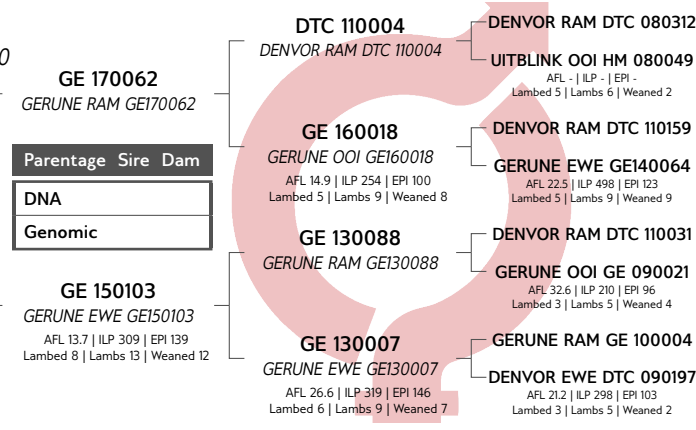 0
GE 170062
GERUNE RAM GE170062
Parentage Sire Dam
DNA
Genomic
GE 150103
GERUNE EWE GE150103
AFL 13.7 | ILP 309 | EPI 139
Lambed 8 | Lambs 13 | Weaned 12
DTC 110004
DENVOR RAM DTC 110004
GE 160018
GERUNE OOI GE160018
AFL 14.9 | ILP 254 | EPI 100
Lambed 5 | Lambs 9 | Weaned 8
GE 130088
GERUNE RAM GE130088
GE 130007
GERUNE EWE GE130007
AFL 26.6 | ILP 319 | EPI 146
Lambed 6 | Lambs 9 | Weaned 7
DENVOR RAM DTC 080312
UITBLINK OOI HM 080049
AFL - | ILP - | EPI -
Lambed 5 | Lambs 6 | Weaned 2
DENVOR RAM DTC 110159
GERUNE EWE GE140064
AFL 22.5 | ILP 498 | EPI 123
Lambed 5 | Lambs 9 | Weaned 9
DENVOR RAM DTC 110031
GERUNE OOI GE 090021
AFL 32.6 | ILP 210 | EPI 96
Lambed 3 | Lambs 5 | Weaned 4
GERUNE RAM GE 100004
DENVOR EWE DTC 090197
AFL 21.2 | ILP 298 | EPI 103
Lambed 3 | Lambs 5 | Weaned 2